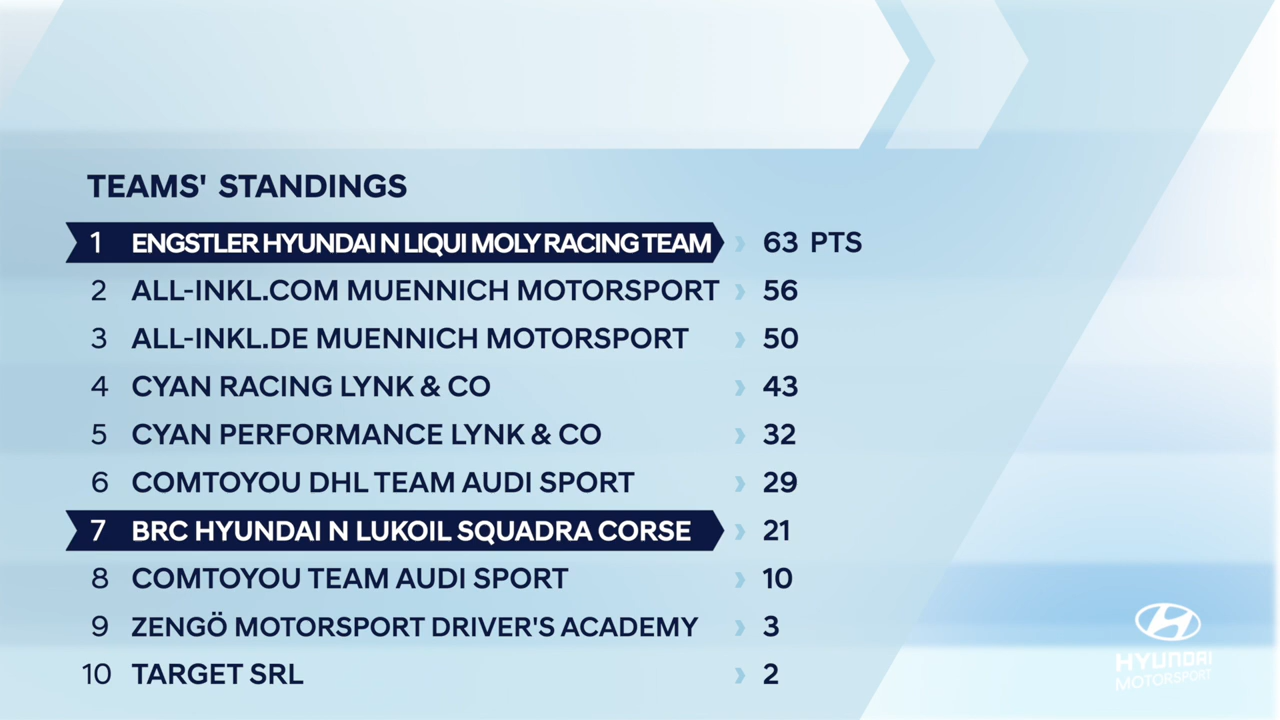 TEAMS' STANDINGS
1 ENGSTLER HYUNDAI N LIQUI MOLY RACING TEAM 63 PTS
2 ALL-INKL.COM MUENNICH MOTORSPORT 56
3 ALL-INKL.DE MUENNICH MOTORSPORT 50
4 CYAN RACING LYNK & CO 43
5 CYAN PERFORMANCE LYNK & CO 32
6 COMTOYOU DHL TEAM AUDI SPORT 29
7 BRC HYUNDAI N LUKOIL SQUADRA CORSE 21
8 COMTOYOU TEAM AUDI SPORT 10
9 ZENGÖ MOTORSPORT DRIVER'S ACADEMY 3
10 TARGET SRL 2
HYUNDAI
MOTORSPORT